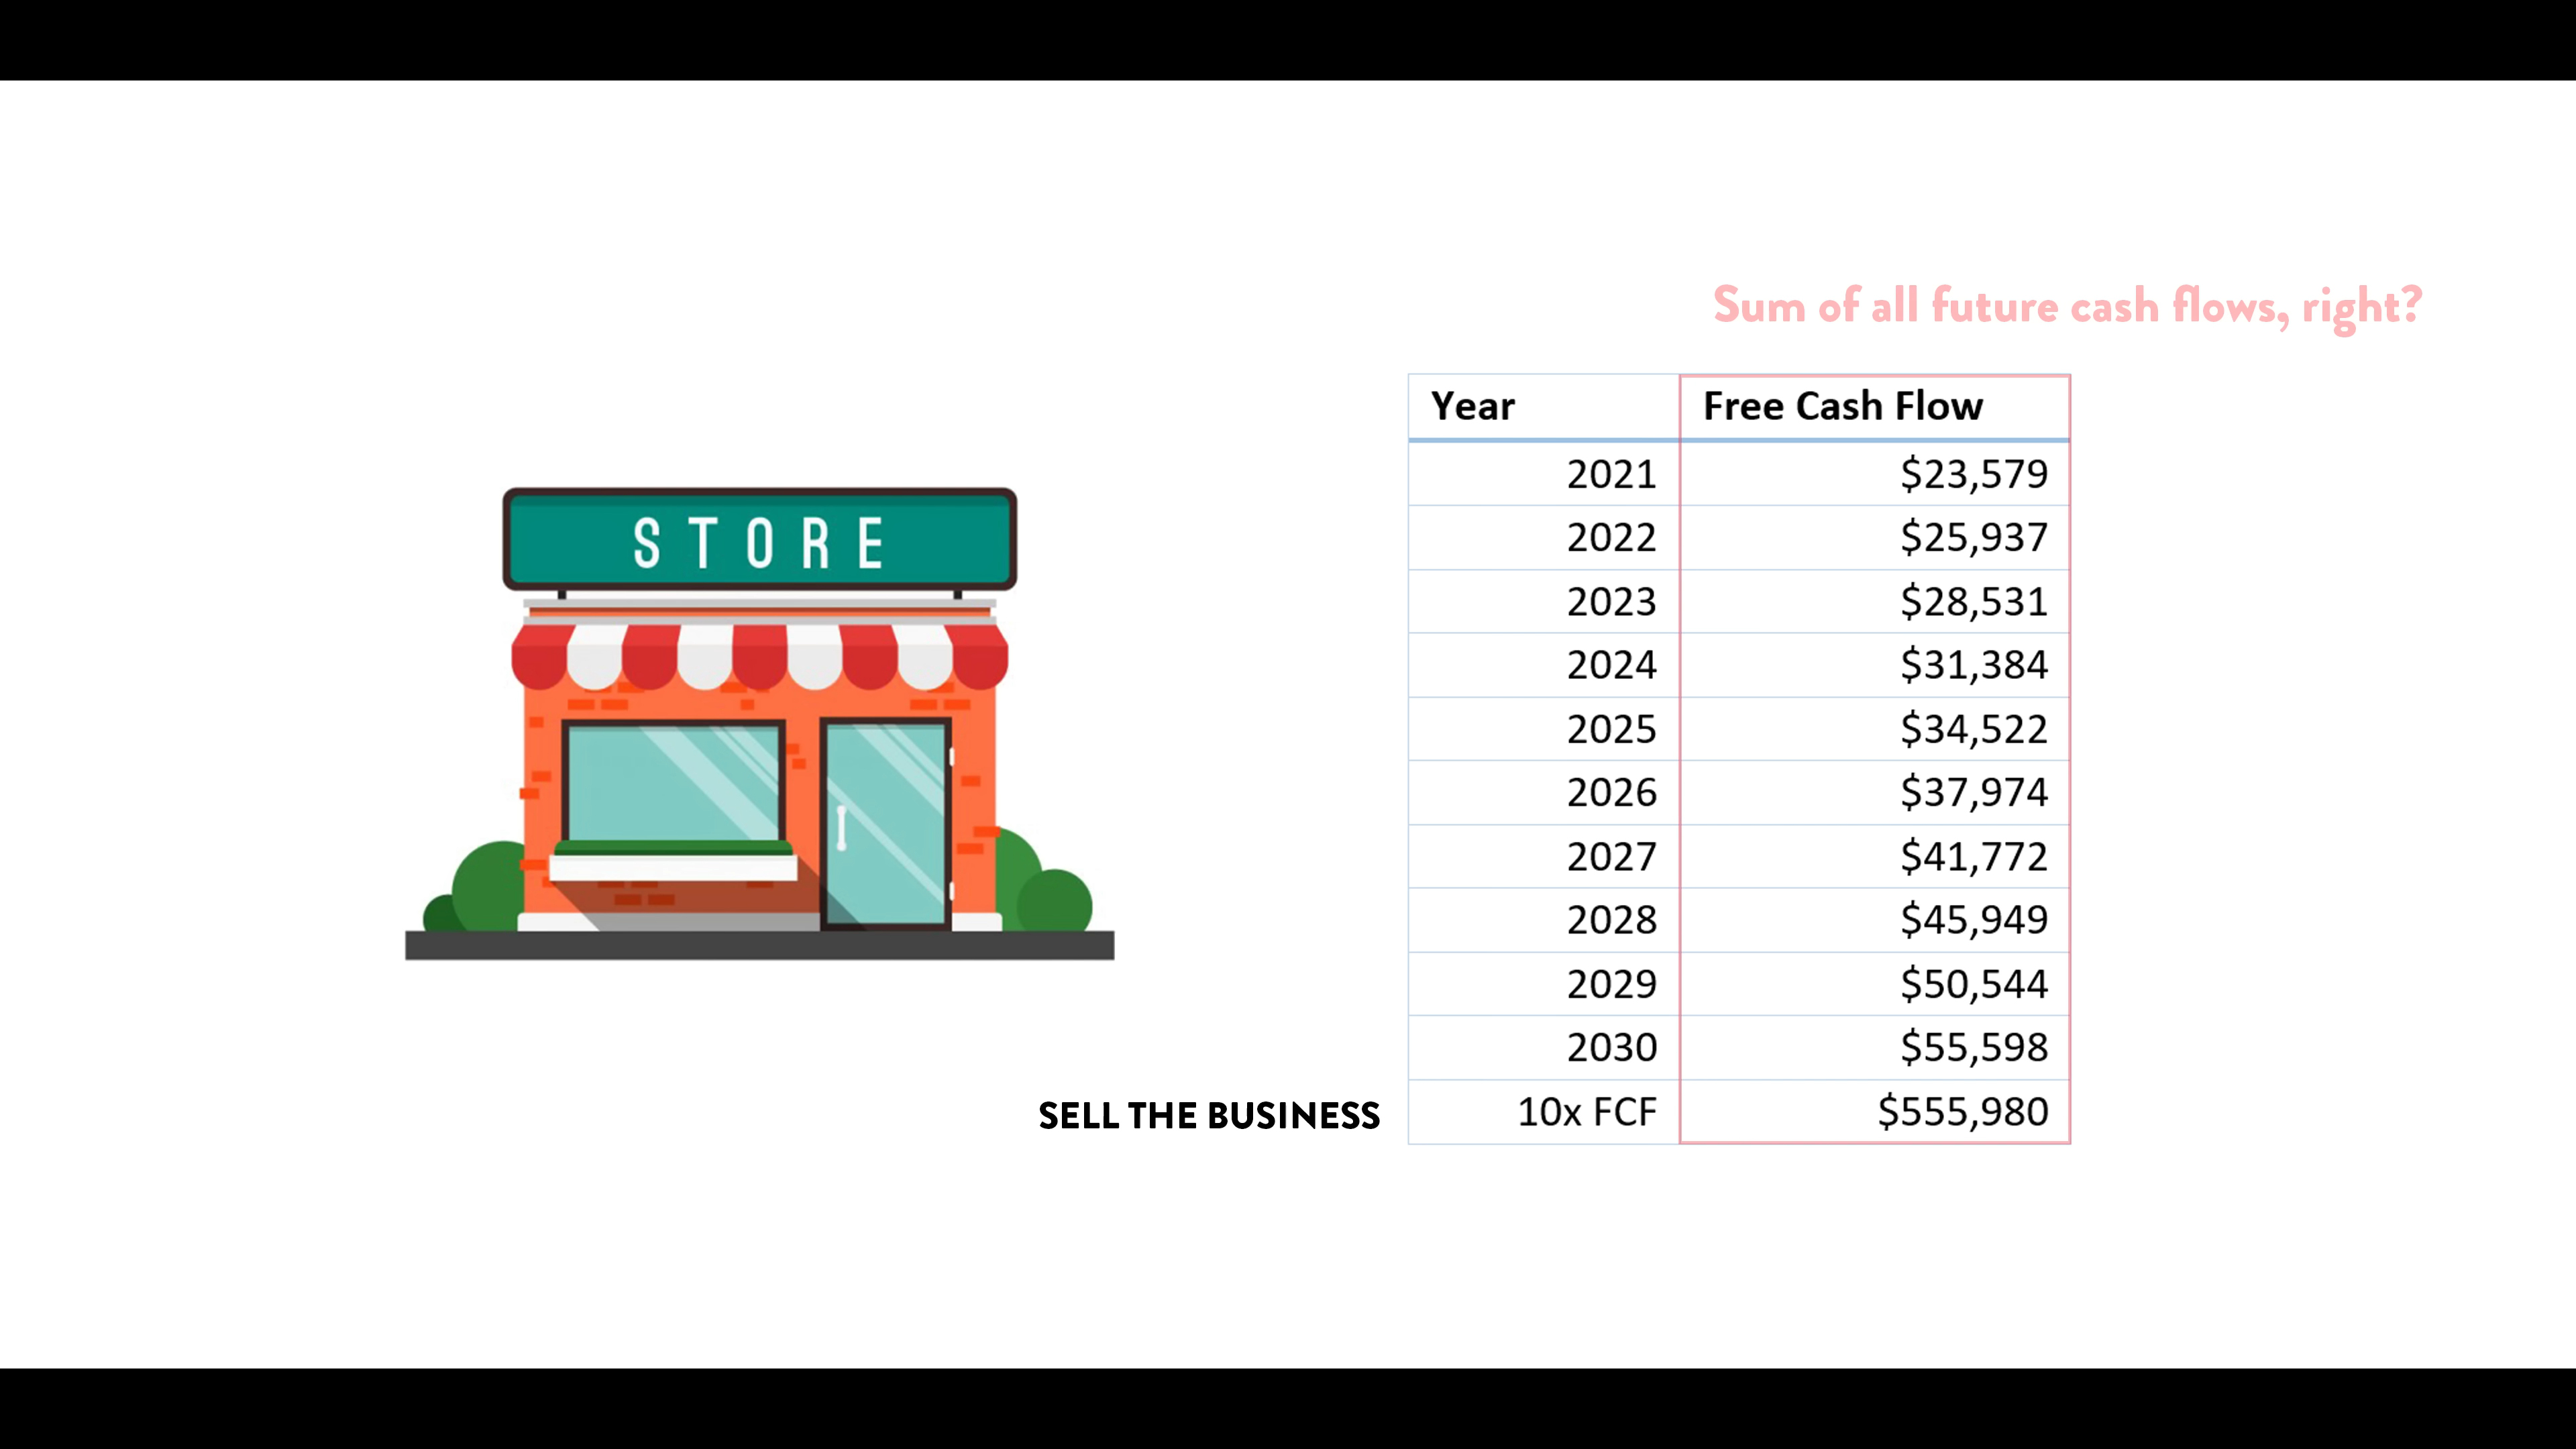 Sum of all future cash flows, right?
STORE
Year Free Cash Flow
2021 $23,579
2022 $25,937
2023 $28,531
2024 $31,384
2025 $34,522
2026 $37,974
2027 $41,772
2028 $45,949
2029 $50,544
2030 $55,598
SELL THE BUSINESS 10x FCF $555,980